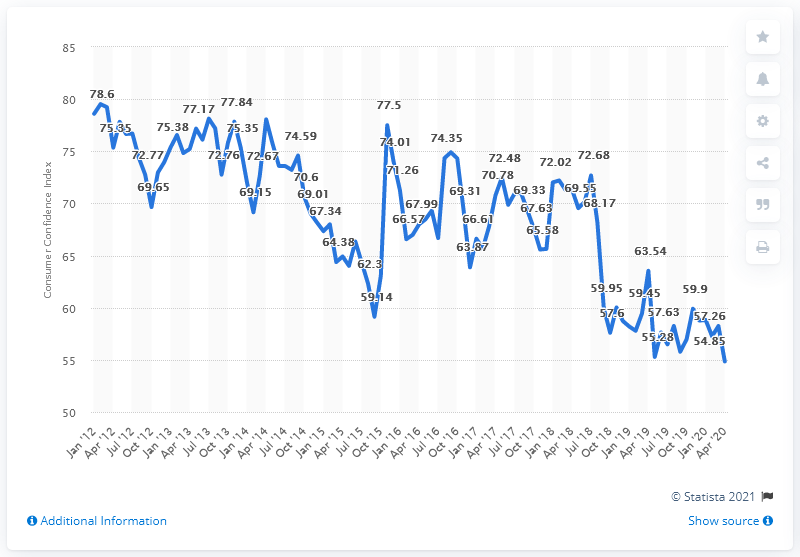 85
80
75
70
65
60
55
50
Consumer Confidence Index
78.6
75.35
72.77
69.65
75.38
77.17
72.76
77.84
75.35
69.15
72.67
74.59
70.6
69.01
67.34
64.38
62.3
59.14
77.5
74.01
71.26
66.57
67.99
74.35
69.31
63.87
66.61
70.78
72.48
69.33
67.63
65.58
72.02
69.55
72.68
68.17
59.95
57.6
59.45
63.54
55.28
57.63
59.9
57.26
54.85
Jan '12
Apr '12
Jul '12
Oct '12
Jan '13
Apr '13
Jul '13
Oct '13
Jan '14
Apr '14
Jul '14
Oct '14
Jan '15
Apr '15
Jul '15
Oct '15
Jan '16
Apr '16
Jul '16
Oct '16
Jan '17
Apr '17
Jul '17
Oct '17
Jan '18
Apr '18
Jul '18
Oct '18
Jan '19
Apr '19
Jul '19
Oct '19
Jan '20
Apr '20
© Statista 2021
Additional Information
Show source